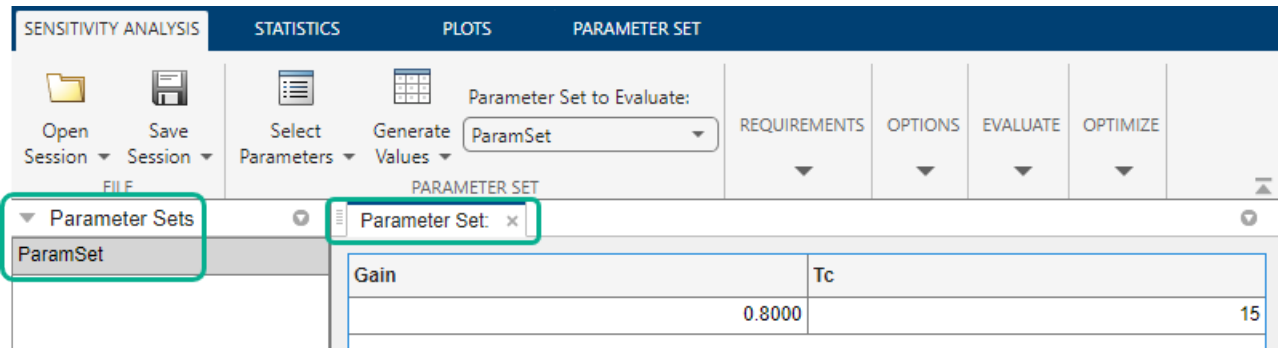 SENSITIVITY ANALYSIS STATISTICS PLOTS PARAMETER SET
Parameter Set to Evaluate:
Open Save Select Generate ParamSet REQUIREMENTS OPTIONS EVALUATE OPTIMIZE
Session Session Parameters Values
FILE PARAMETER SET
Parameter Sets Parameter Set: ×
ParamSet
Gain Tc
0.8000 15